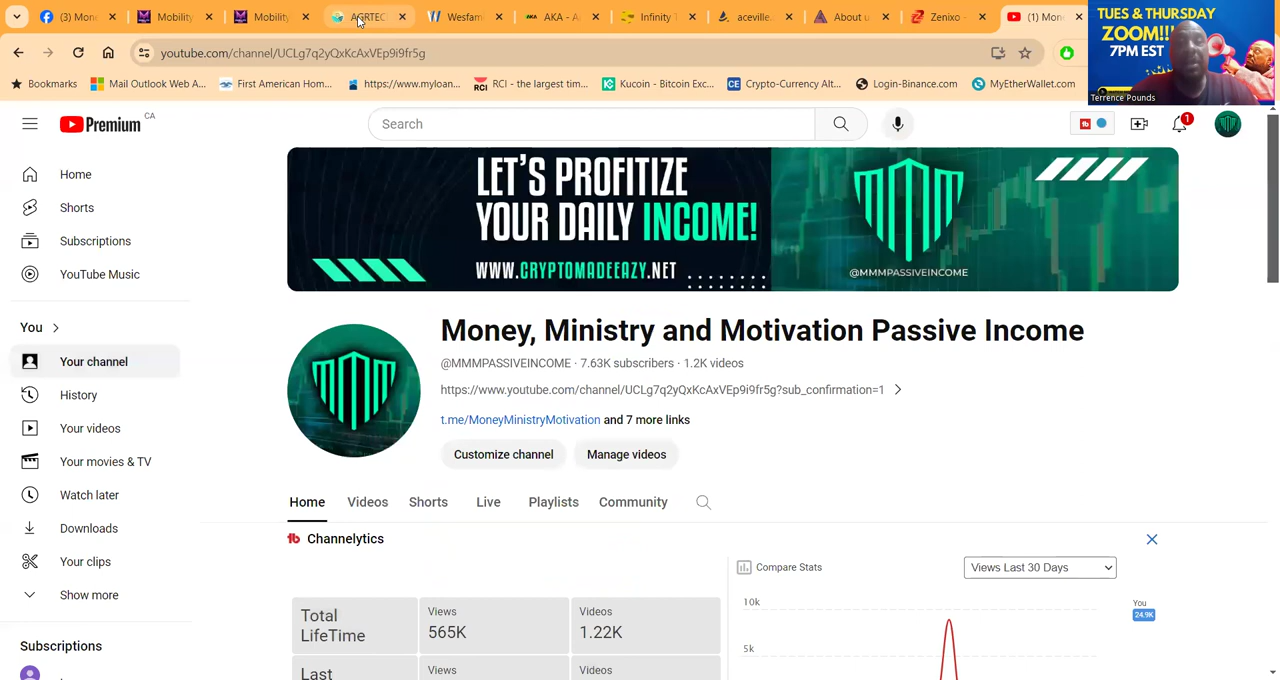 (3) Mon
Mobility
Mobility
AGRTEC
Wesfam
AKA - A
Infinity 1
aceville.
About u
Zenixo -
(1) Mon
youtube.com/channel/UCLg7q2yQxKcAxVEp9i9fr5g
Bookmarks
Mail Outlook Web A...
First American Hom...
https://www.myloan...
RCI - the largest tim...
Kucoin - Bitcoin Exc...
Crypto-Currency Alt...
Login-Binance.com
MyEtherWallet.com
TUES & THURSDAY
ZOOM!!!
7PM EST
Terrence Pounds
Premium CA
Search
1
LET'S PROFITIZE
YOUR DAILY INCOME!
WWW.CRYPTOMADEEAZY.NET
@MMMPASSIVEINCOME
Home
Shorts
Subscriptions
YouTube Music
You
Your channel
History
Your videos
Your movies & TV
Watch later
Downloads
Your clips
Show more
Subscriptions
Money, Ministry and Motivation Passive Income
@MMMPASSIVEINCOME · 7.63K subscribers · 1.2K videos
https://www.youtube.com/channel/UCLg7q2yQxKcAxVEp9i9fr5g?sub_confirmation=1
t.me/MoneyMinistryMotivation and 7 more links
Customize channel
Manage videos
Home
Videos
Shorts
Live
Playlists
Community
Channelytics
Total
LifeTime
Views
565K
Videos
1.22K
Last
Views
Videos
Compare Stats
Views Last 30 Days
10k
5k
You
24.9K